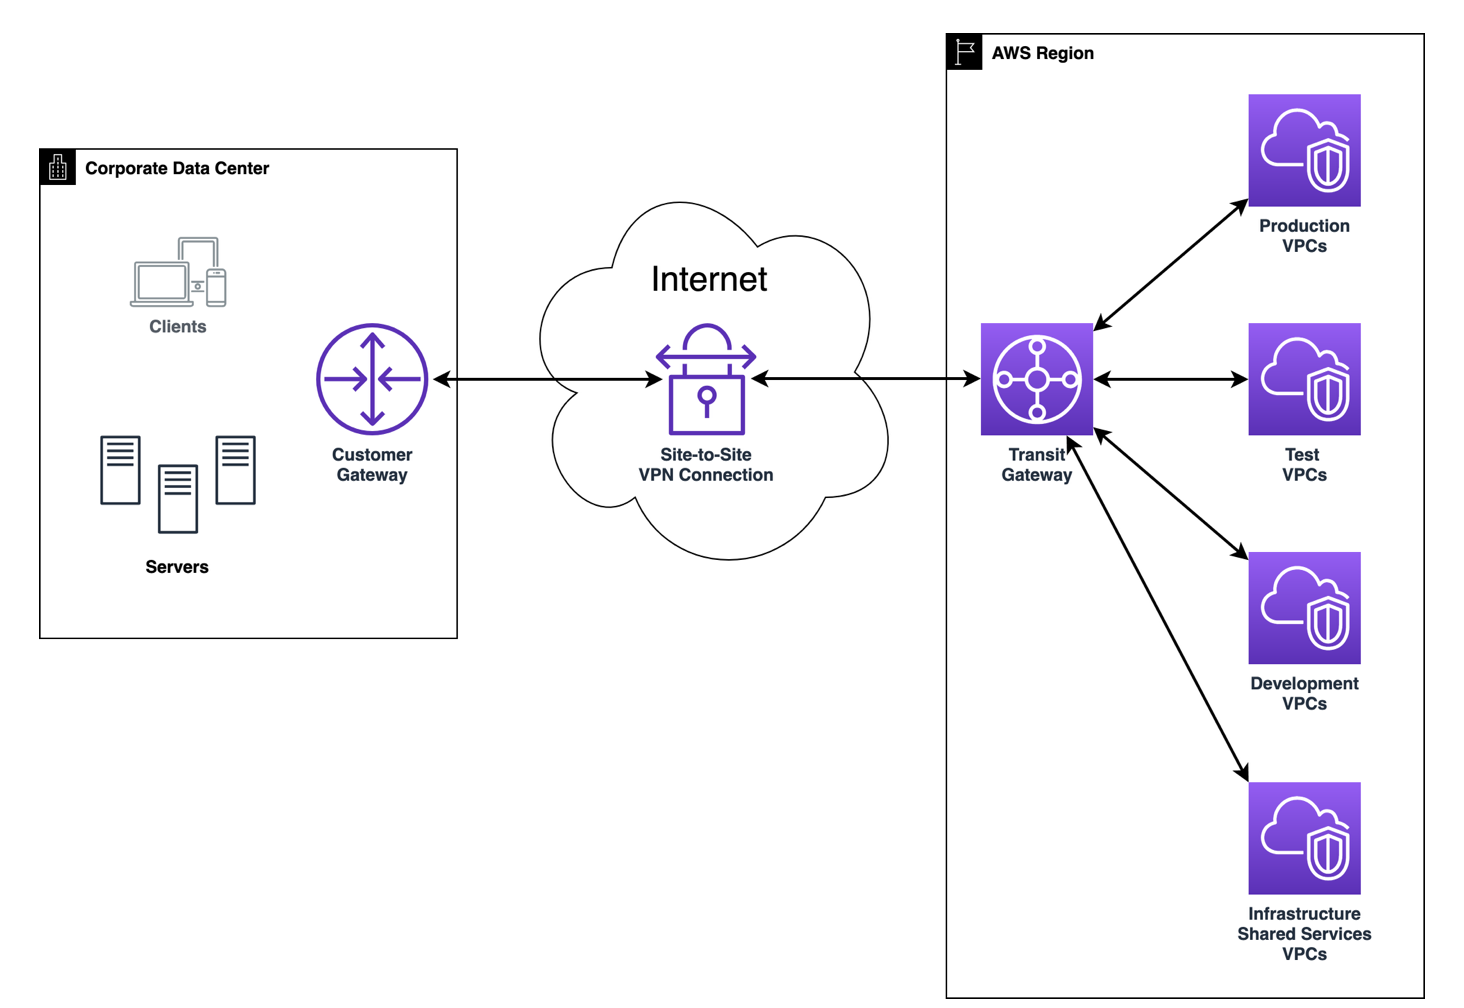 AWS Region
Corporate Data Center
Clients
Servers
Customer
Gateway
Internet
Site-to-Site
VPN Connection
Transit
Gateway
Production
VPCs
Test
VPCs
Development
VPCs
Infrastructure
Shared Services
VPCs